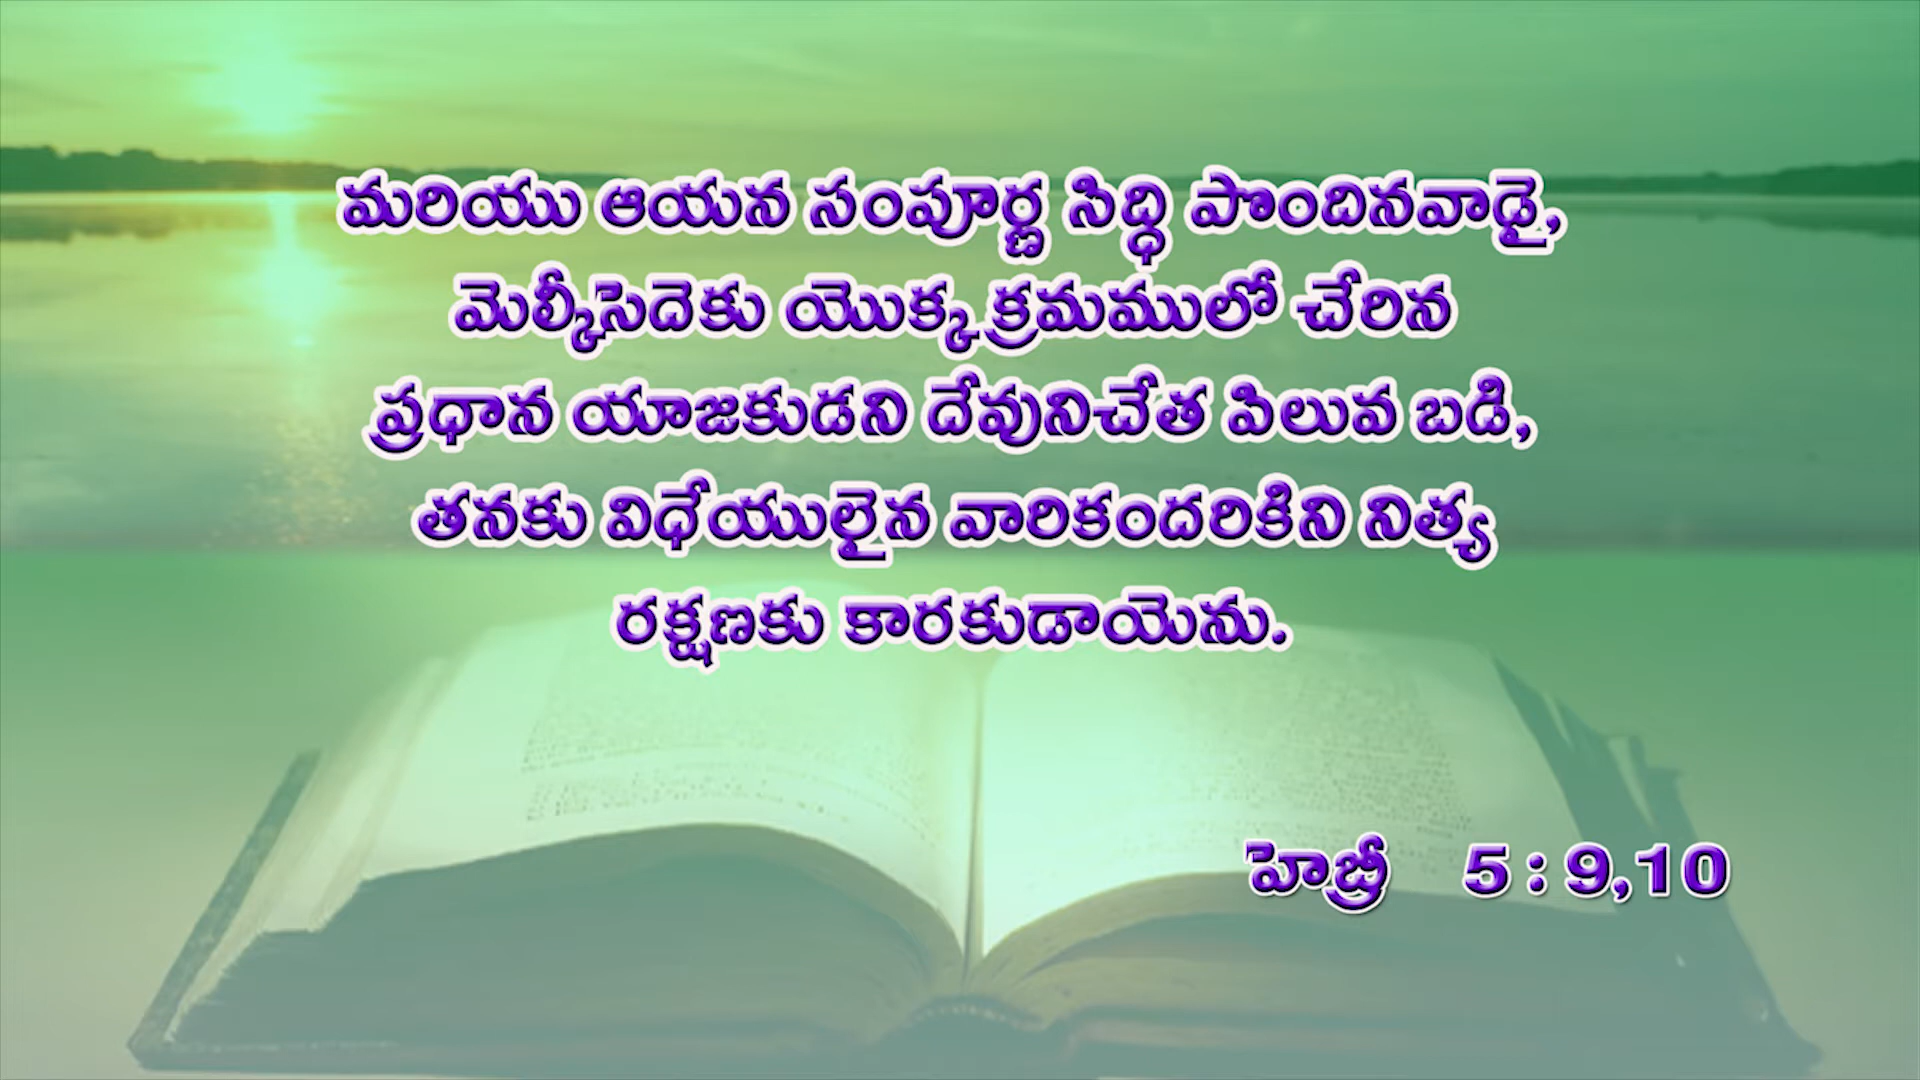 మరియు ఆయన సంపూర్ణ సిద్ధి పొందినవాడై,
మెల్కీసెదెకు యొక్క క్రమములో చేరిన
ప్రధాన యాజకుడని దేవునిచేత పిలువ బడి,
తనకు విధేయులైన వారికందరికిని నిత్య
రక్షణకు కారకుడాయెను.
హెబ్రీ 5 : 9,10